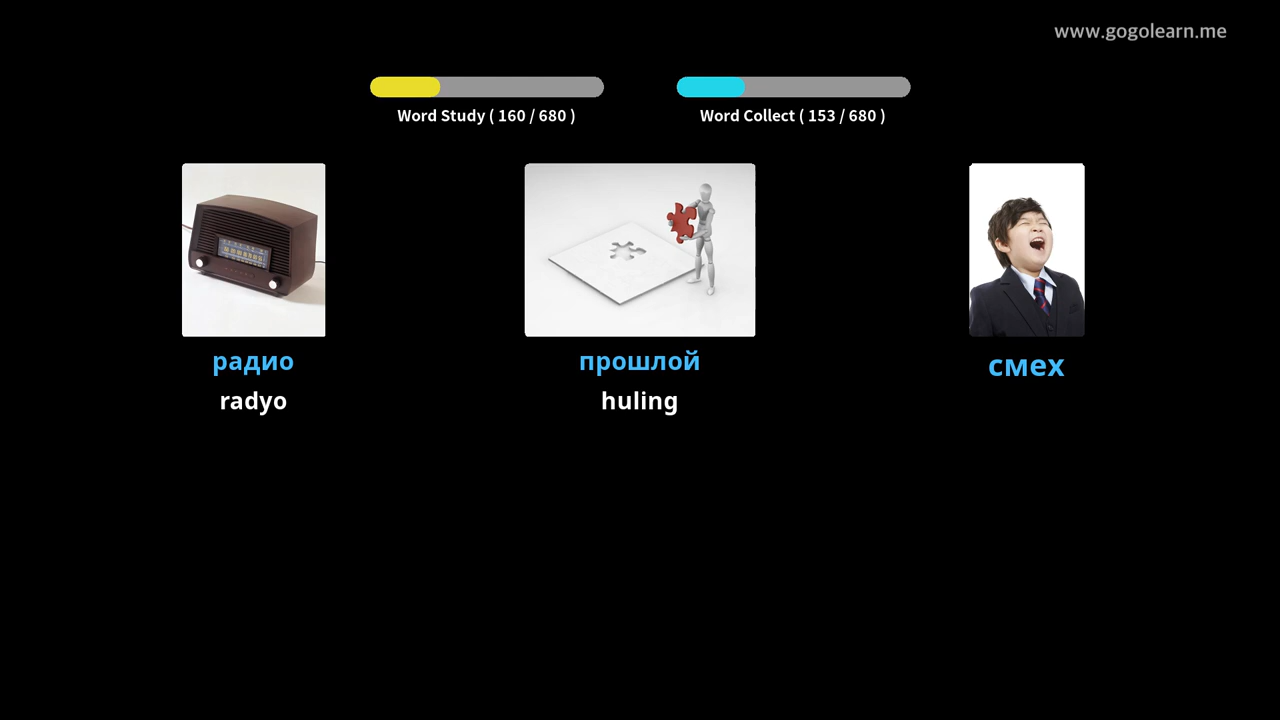 www.gogolearn.me
Word Study ( 160 / 680 )
Word Collect ( 153 / 680 )
радио
radyo
прошлой
huling
смех